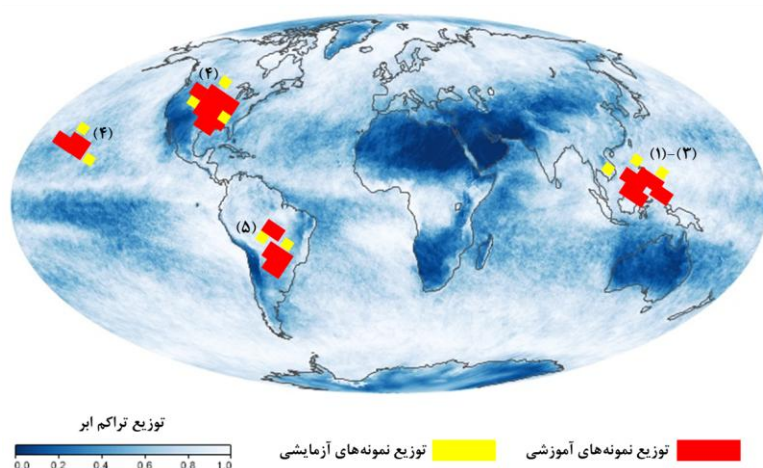 (۴)
(۴)
(۱)-(۳)
(۵)
توزیع تراکم ابر
0.0 0.2 0.4 0.6 0.8 1.0
توزیع نمونه‌های آزمایشی
توزیع نمونه‌های آموزشی